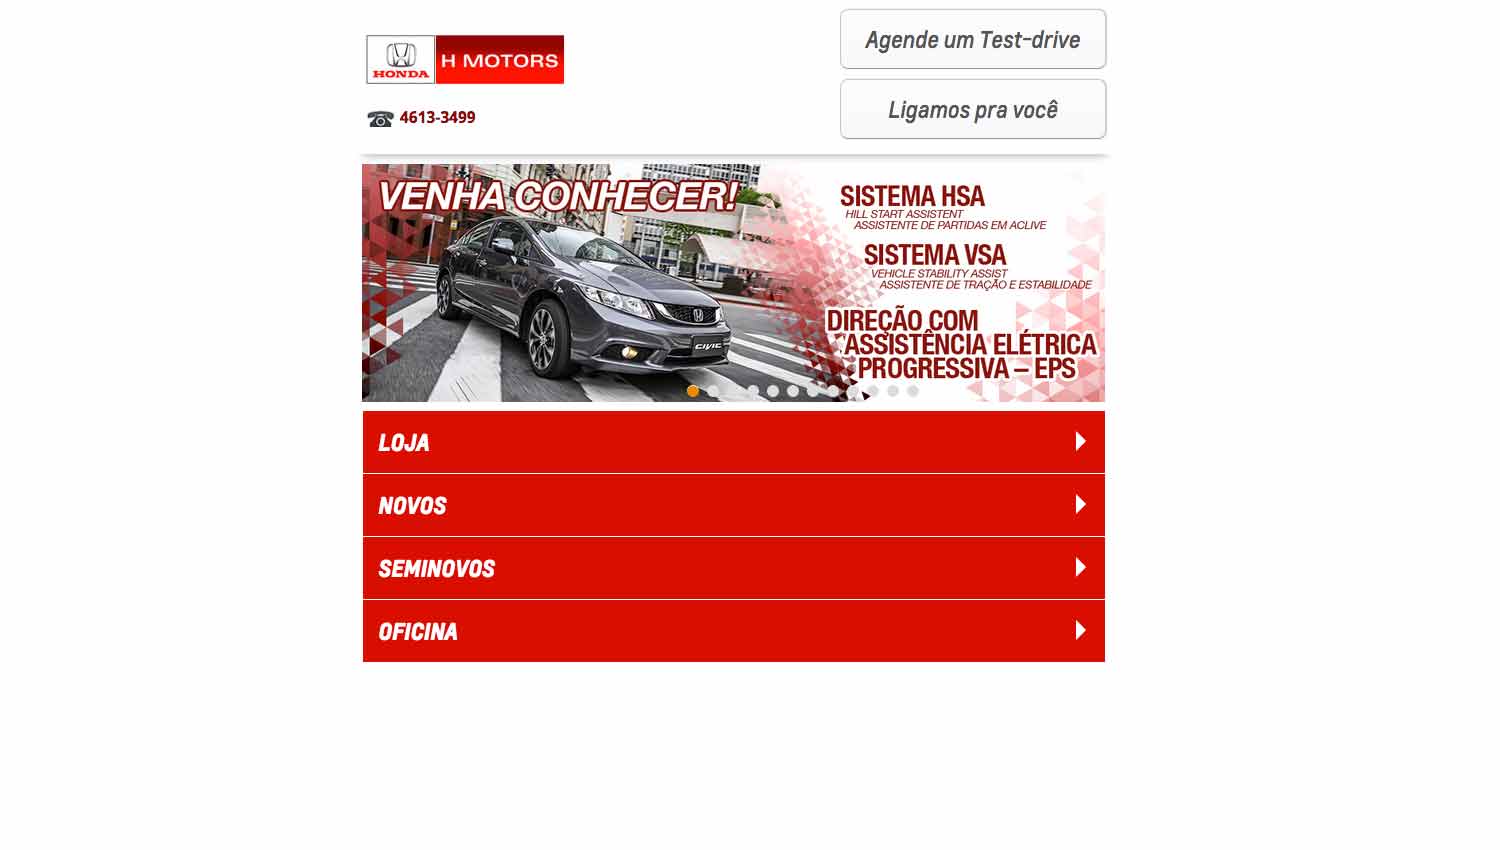 HONDA
H MOTORS
4613-3499
Agende um Test-drive
Ligamos pra você
VENHA CONHECER!
CIVIC
SISTEMA HSA
HILL START ASSISTENT
ASSISTENTE DE PARTIDAS EM ACLIVE
SISTEMA VSA
VEHICLE STABILITY ASSIST
ASSISTENTE DE TRAÇÃO E ESTABILIDADE
DIREÇÃO COM
ASSISTÊNCIA ELÉTRICA
PROGRESSIVA – EPS
LOJA
NOVOS
SEMINOVOS
OFICINA